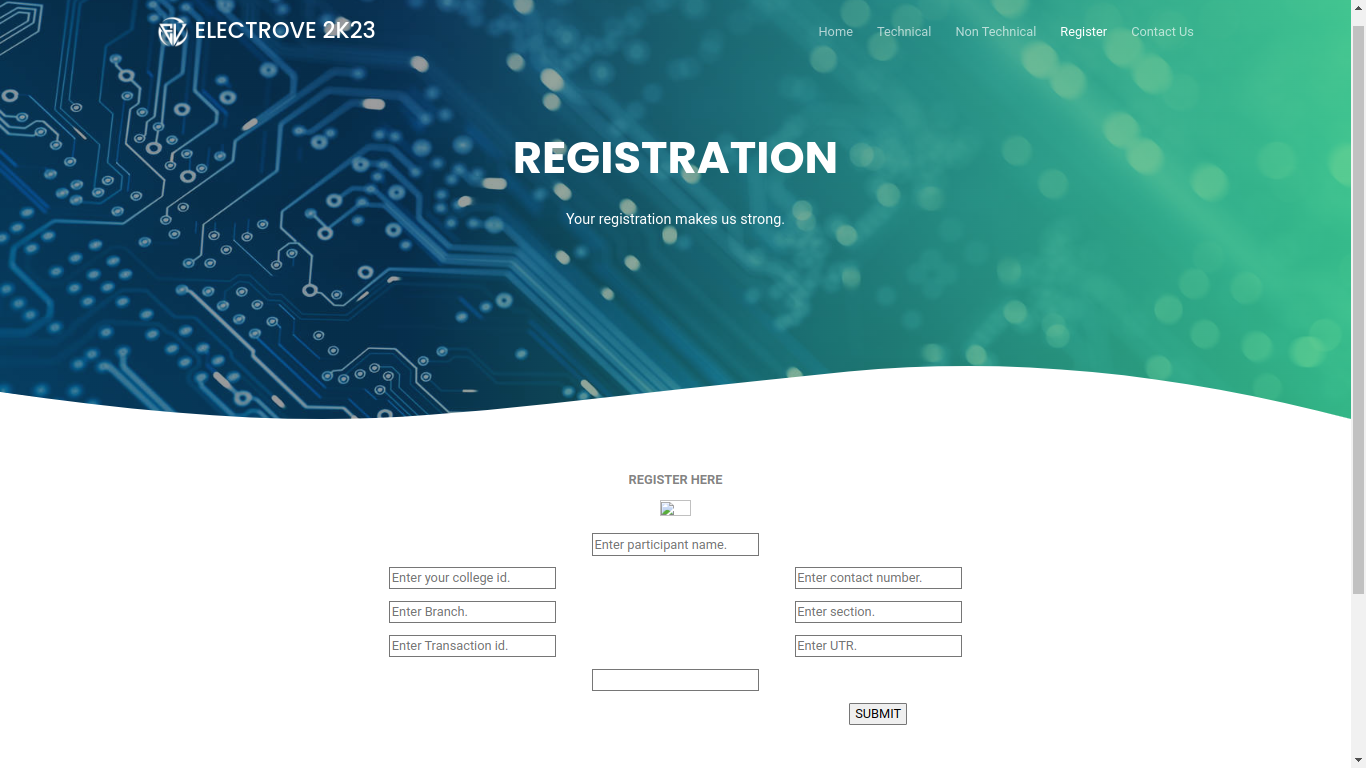 ELECTROVE 2K23
Home Technical Non Technical Register Contact Us
REGISTRATION
Your registration makes us strong.
REGISTER HERE
Enter participant name.
Enter your college id. Enter contact number.
Enter Branch. Enter section.
Enter Transaction id. Enter UTR.
SUBMIT